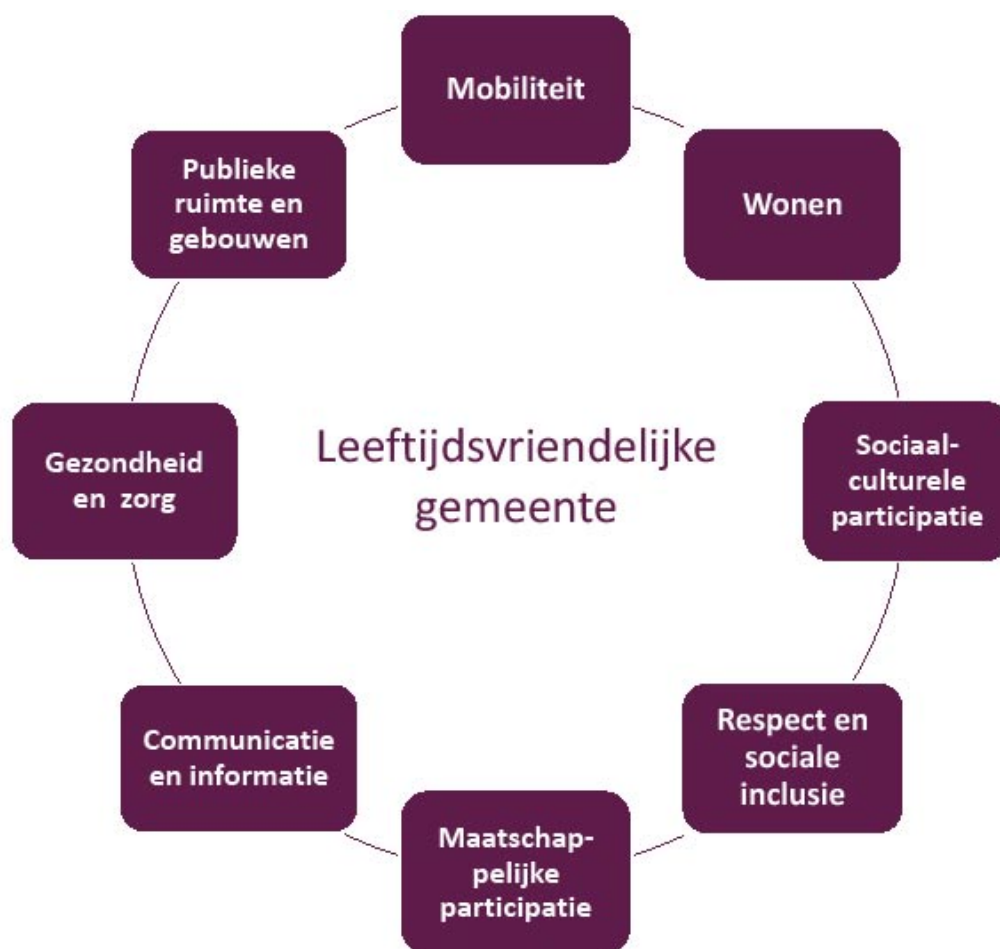 Mobiliteit
Wonen
Sociaal-
culturele
participatie
Respect en
sociale
inclusie
Maatschap-
pelijke
participatie
Communicatie
en informatie
Gezondheid
en zorg
Publieke
ruimte en
gebouwen
Leeftijdsvriendelijke
gemeente